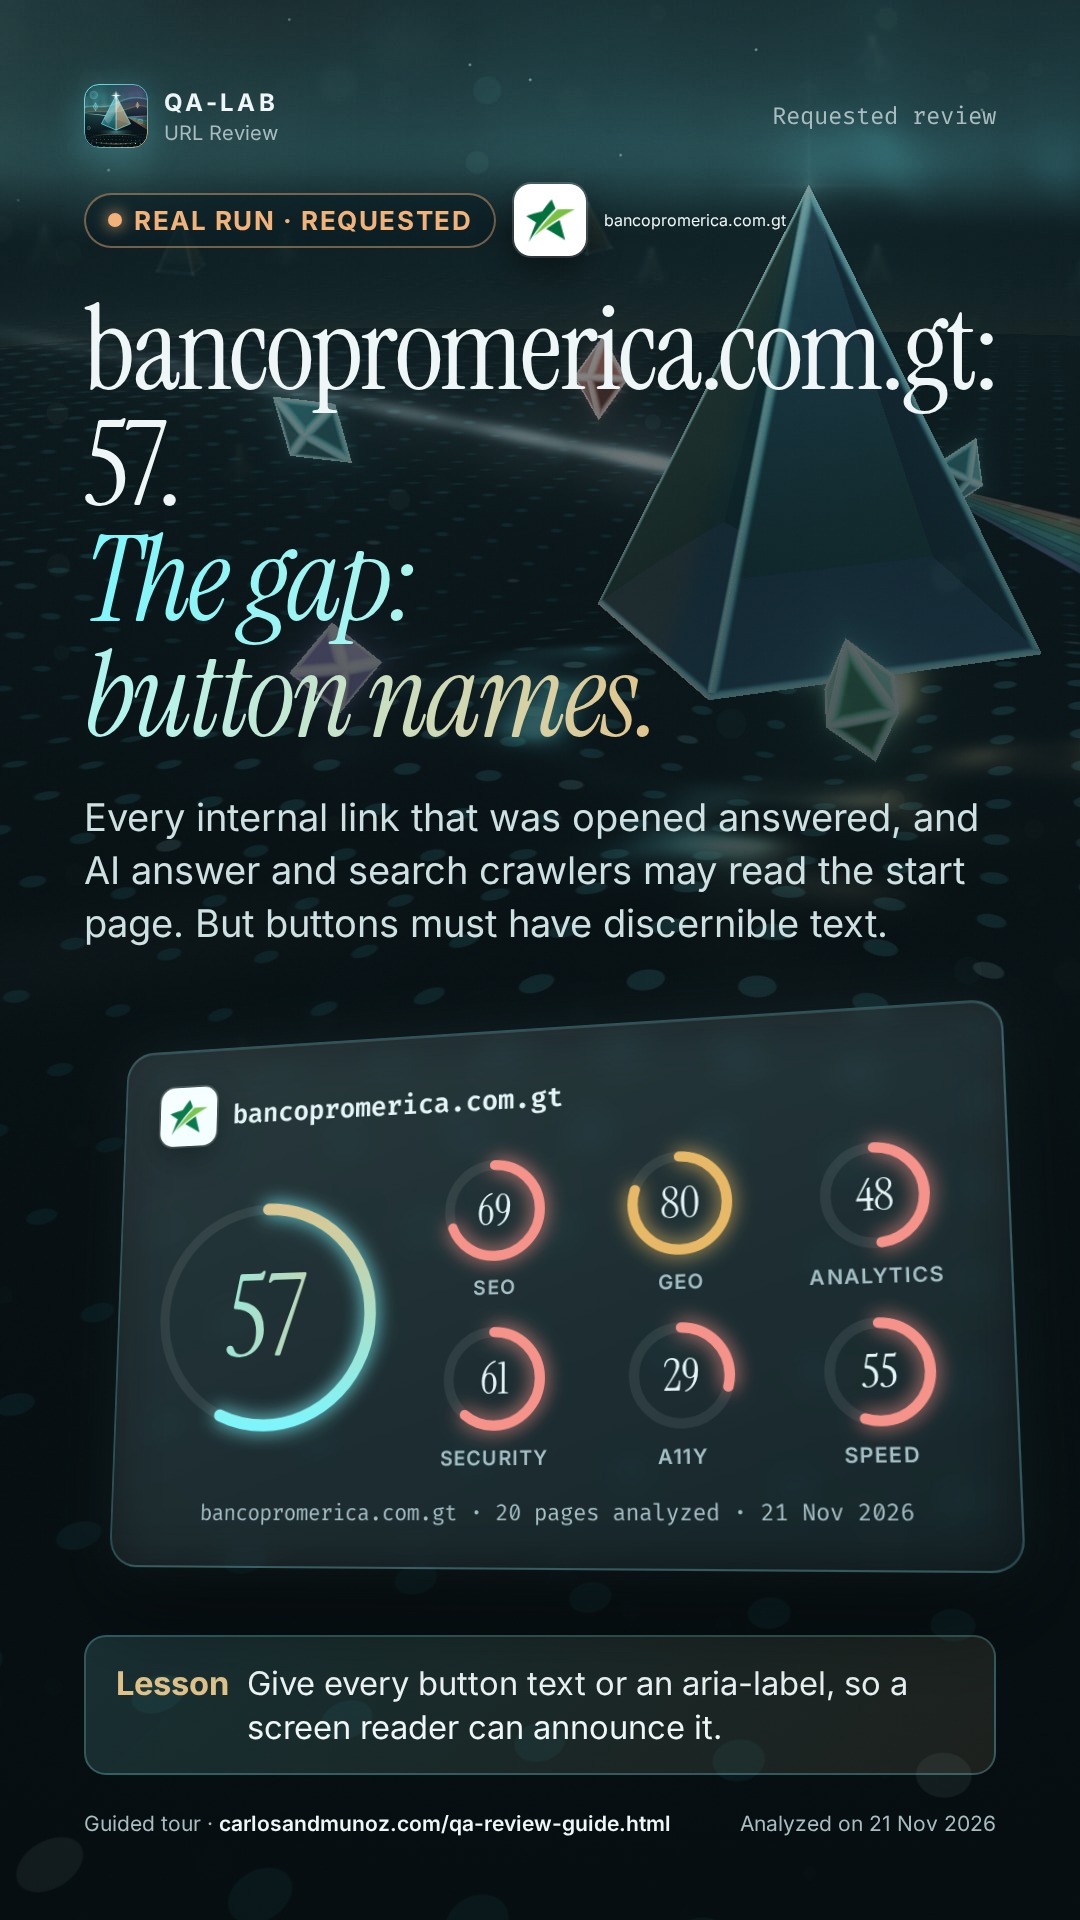 QA-LAB
URL Review
Requested review
REAL RUN · REQUESTED
bancopromerica.com.gt
bancopromerica.com.gt:
57.
The gap:
button names.
Every internal link that was opened answered, and
AI answer and search crawlers may read the start
page. But buttons must have discernible text.
bancopromerica.com.gt
57
69
SEO
80
GEO
48
ANALYTICS
61
SECURITY
29
A11Y
55
SPEED
bancopromerica.com.gt · 20 pages analyzed · 21 Nov 2026
Lesson Give every button text or an aria-label, so a
screen reader can announce it.
Guided tour · carlosandmunoz.com/qa-review-guide.html
Analyzed on 21 Nov 2026